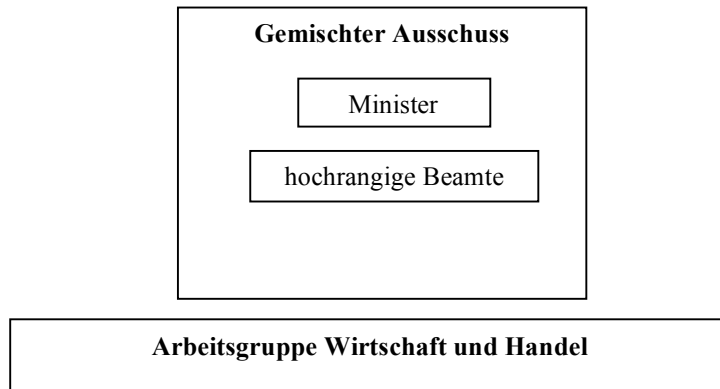 Gemischter Ausschuss
Minister
hochrangige Beamte
Arbeitsgruppe Wirtschaft und Handel